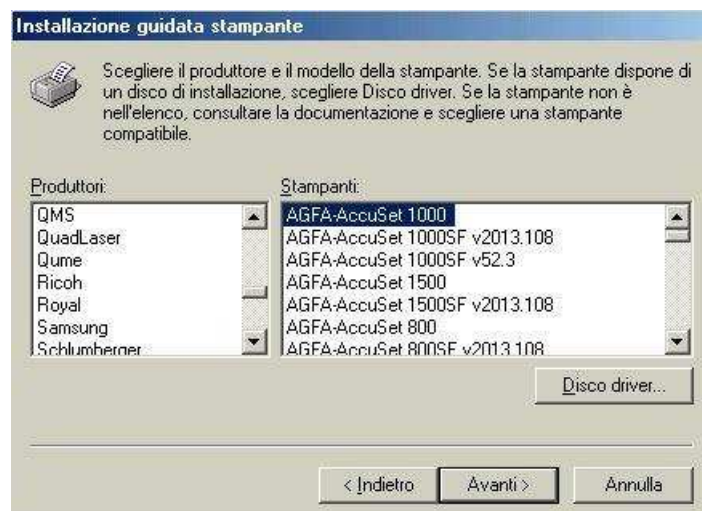 Installazione guidata stampante
Scegliere il produttore e il modello della stampante. Se la stampante dispone di
un disco di installazione, scegliere Disco driver. Se la stampante non è
nell'elenco, consultare la documentazione e scegliere una stampante
compatibile.
Produttori:
QMS
QuadLaser
Qume
Ricoh
Royal
Samsung
Schlumberger
Stampanti:
AGFA-AccuSet 1000
AGFA-AccuSet 1000SF v2013.108
AGFA-AccuSet 1000SF v52.3
AGFA-AccuSet 1500
AGFA-AccuSet 1500SF v2013.108
AGFA-AccuSet 800
AGFA-AccuSet 800SF v2013.108
Disco driver...
< Indietro
Avanti >
Annulla